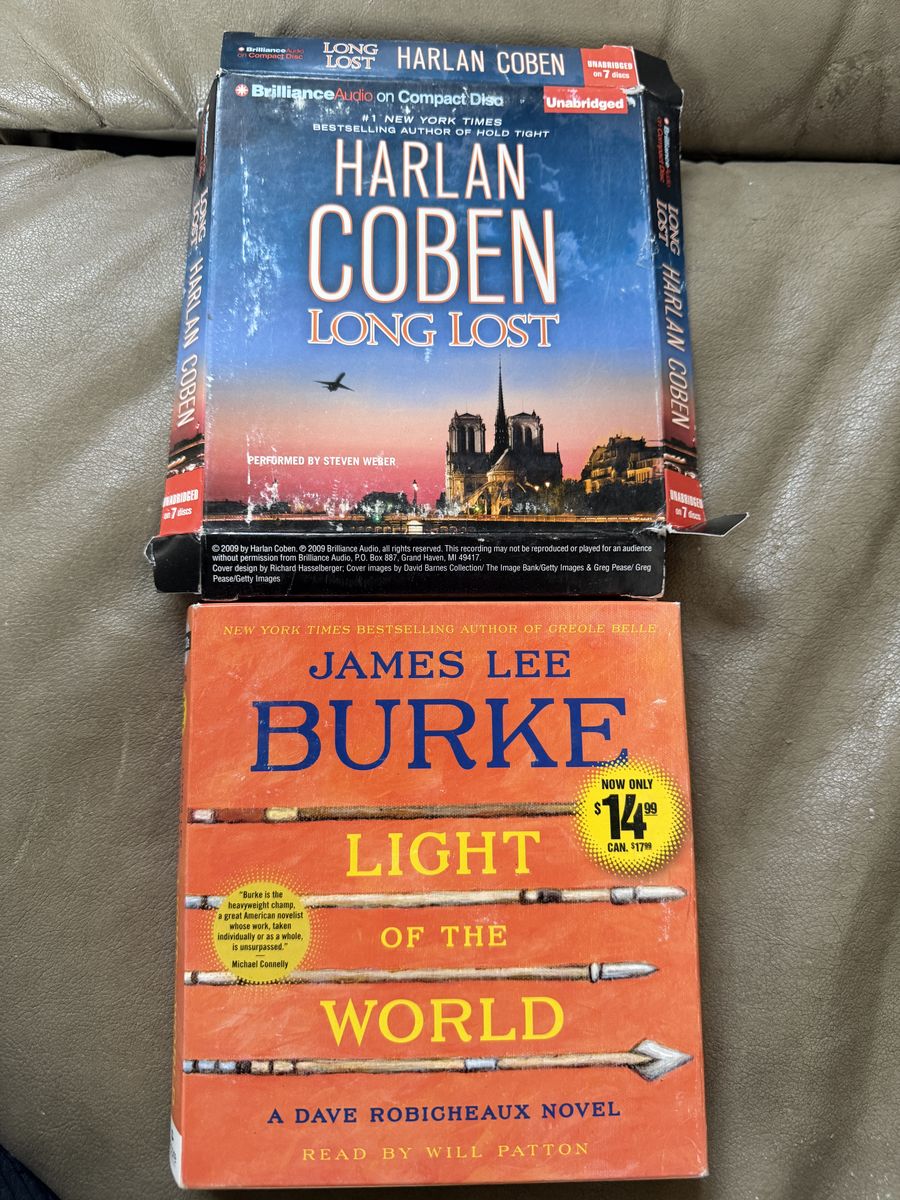 BrillianceAudio
on Compact Disc
LONG
LOST
HARLAN COBEN
UNABRIDGED
on 7 discs
BrillianceAudio on Compact Disc
Unabridged
#1 NEW YORK TIMES
BESTSELLING AUTHOR OF HOLD TIGHT
HARLAN
COBEN
LONG LOST
PERFORMED BY STEVEN WEBER
LONG
LOST
HARLAN COBEN
UNABRIDGED
on 7 discs
BrillianceAudio
on Compact Disc
LONG
LOST
HARLAN COBEN
UNABRIDGED
on 7 discs
© 2009 by Harlan Coben. ℗ 2009 Brilliance Audio, all rights reserved. This recording may not be reproduced or played for an audience
without permission from Brilliance Audio, P.O. Box 887, Grand Haven, MI 49417.
Cover design by Richard Hasselberger; Cover images by David Barnes Collection/ The Image Bank/Getty Images & Greg Pease/ Greg
Pease/Getty Images
NEW YORK TIMES BESTSELLING AUTHOR OF CREOLE BELLE
JAMES LEE
BURKE
NOW ONLY
$14.99
CAN. $17.99
LIGHT
OF THE
WORLD
"Burke is the
heavyweight champ,
a great American novelist
whose work, taken
individually or as a whole,
is unsurpassed."
—
Michael Connelly
A DAVE ROBICHEAUX NOVEL
READ BY WILL PATTON